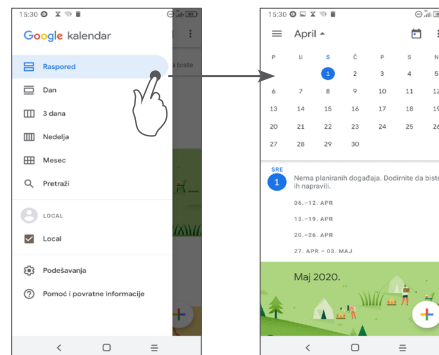 15:30
Google kalendar
Raspored
Dan
3 dana
Nedelja
Mesec
Pretraži
LOCAL
Local
Podešavanja
Pomoć i povratne informacije
biste
15:30
April
P U S Č P S N
1 2 3 4 5
6 7 8 9 10 11 12
13 14 15 16 17 18 19
20 21 22 23 24 25 26
27 28 29 30
SRE
1
Nema planiranih događaja. Dodirnite da biste
ih napravili.
06.–12. APR
13.–19. APR
20.–26. APR
27. APR – 03. MAJ
Maj 2020.